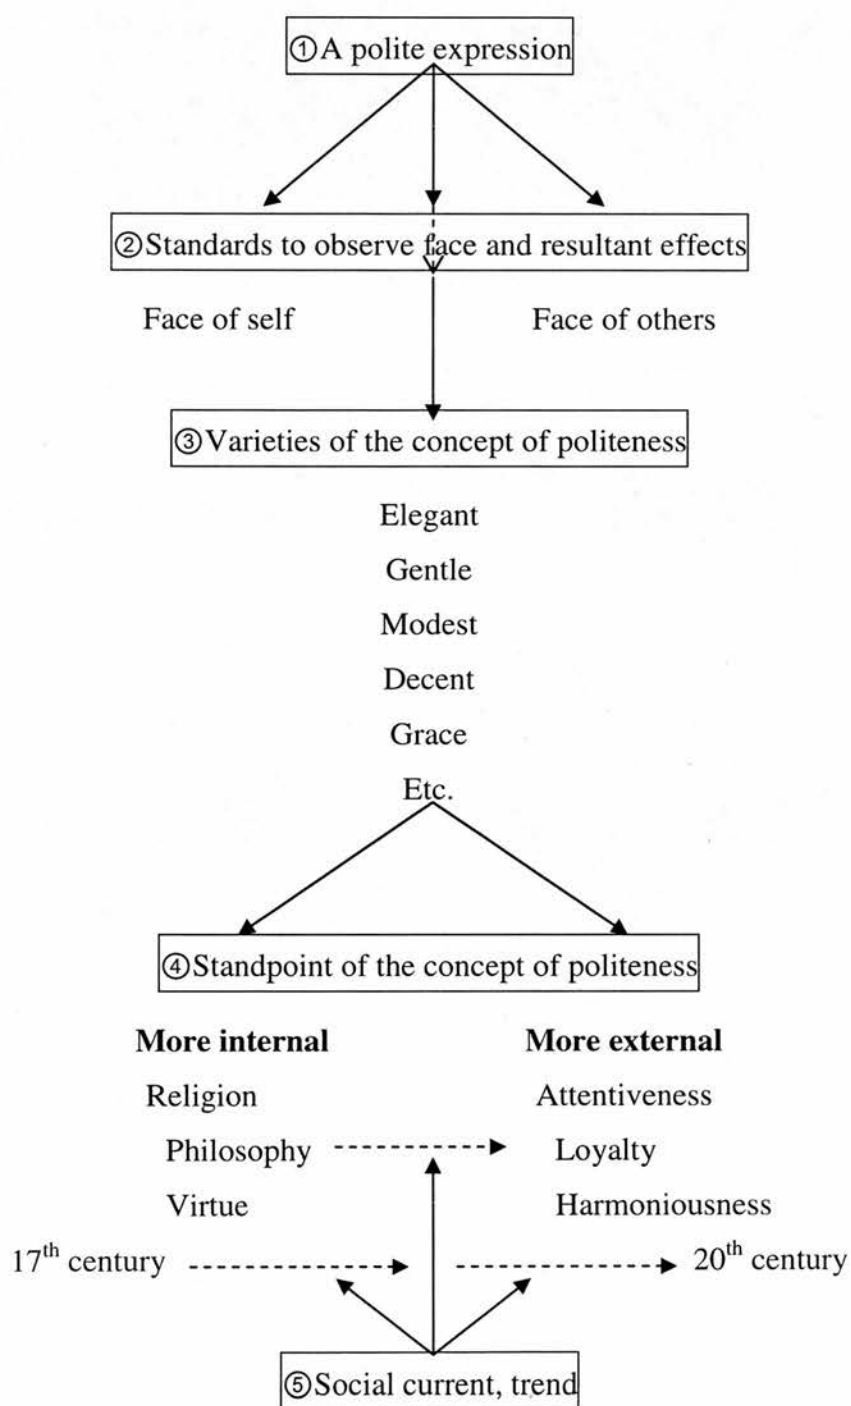 ①A polite expression
②Standards to observe face and resultant effects
Face of self Face of others
③Varieties of the concept of politeness
Elegant
Gentle
Modest
Decent
Grace
Etc.
④Standpoint of the concept of politeness
More internal More external
Religion Attentiveness
Philosophy Loyalty
Virtue Harmoniousness
17th century 20th century
⑤Social current, trend